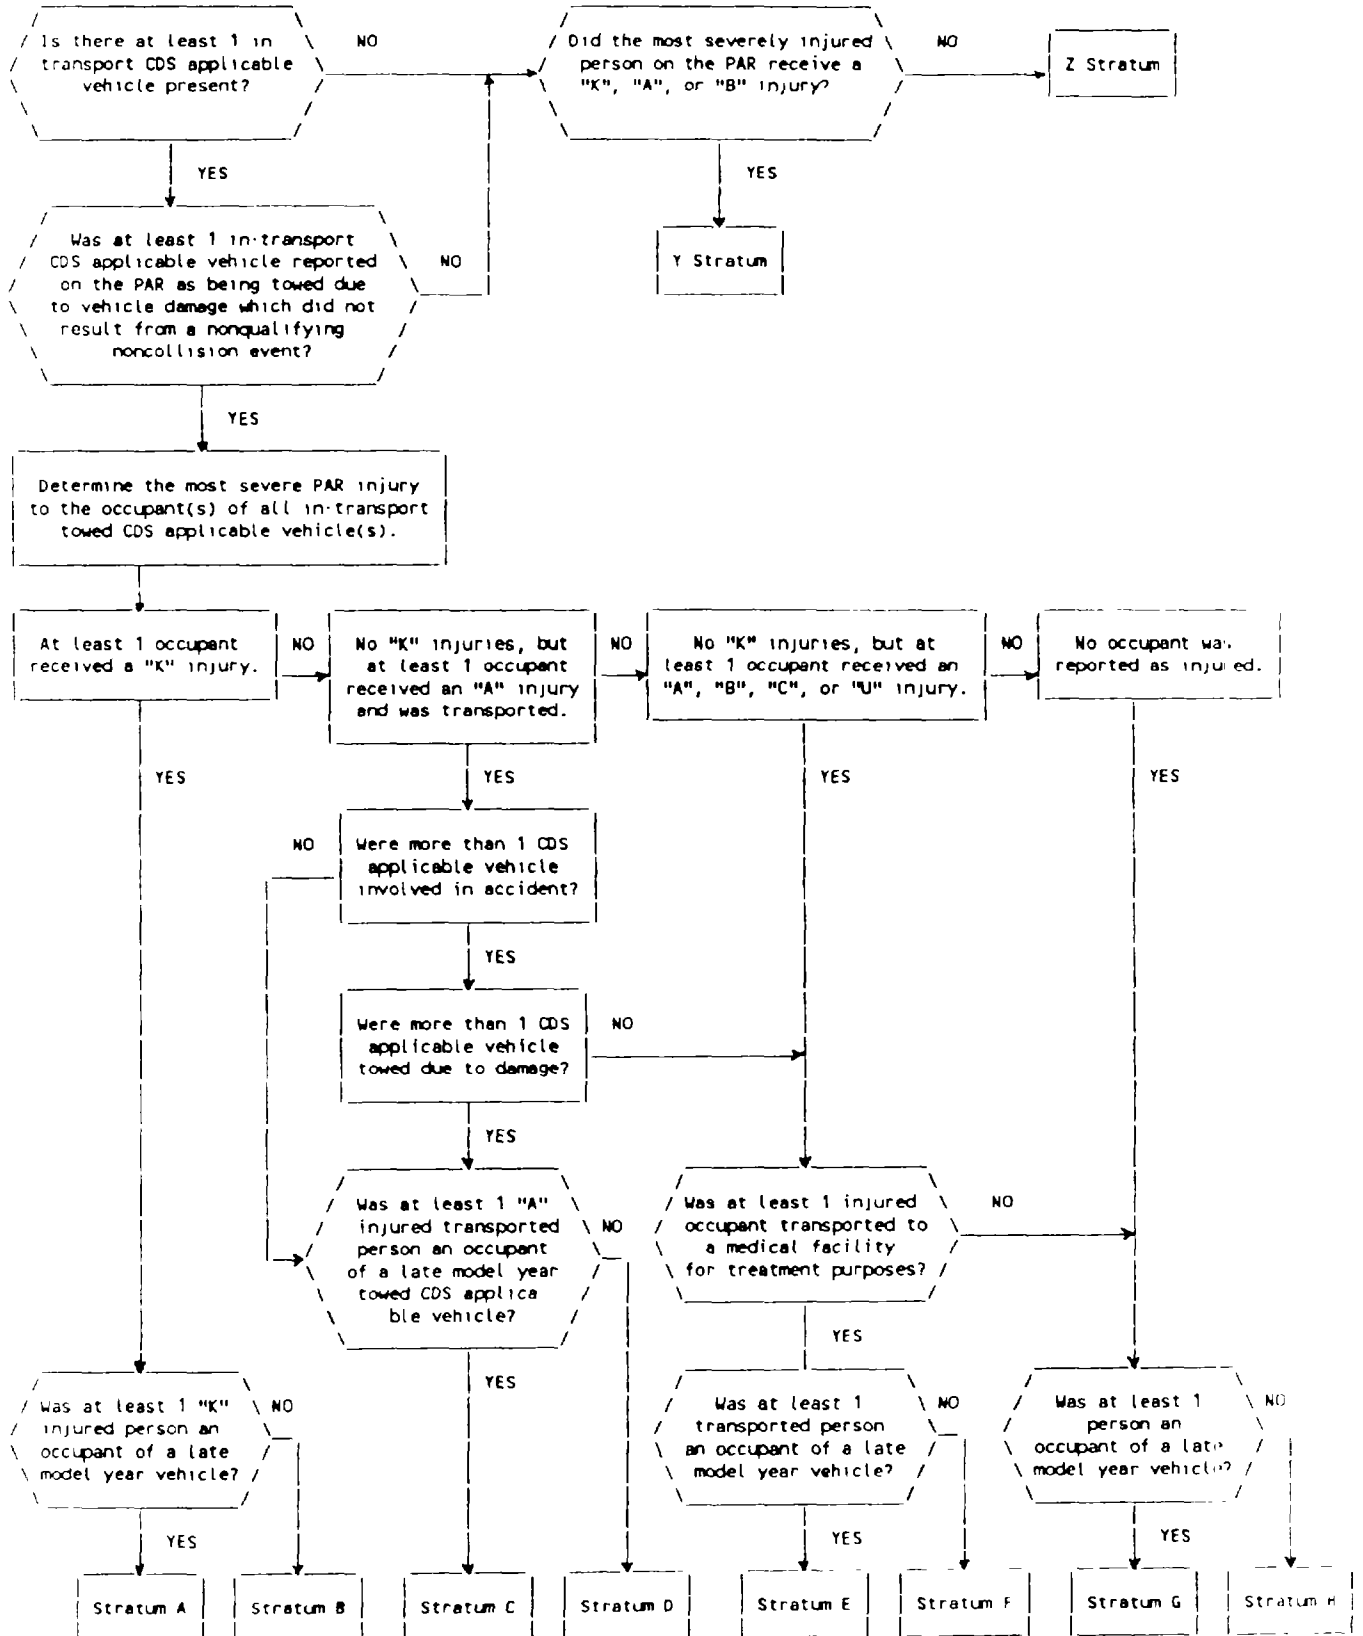 Is there at least 1 in
transport CDS applicable
vehicle present?
NO
Did the most severely injured
person on the PAR receive a
"K", "A", or "B" injury?
NO
Z Stratum
YES
YES
Was at least 1 in-transport
CDS applicable vehicle reported
on the PAR as being towed due
to vehicle damage which did not
result from a nonqualifying
noncollision event?
NO
Y Stratum
YES
Determine the most severe PAR injury
to the occupant(s) of all in-transport
towed CDS applicable vehicle(s).
At least 1 occupant
received a "K" injury.
NO
No "K" injuries, but
at least 1 occupant
received an "A" injury
and was transported.
NO
No "K" injuries, but at
least 1 occupant received an
"A", "B", "C", or "U" injury.
NO
No occupant was
reported as injured.
YES
YES
YES
YES
NO
Were more than 1 CDS
applicable vehicle
involved in accident?
YES
Were more than 1 CDS
applicable vehicle
towed due to damage?
NO
YES
Was at least 1 "A"
injured transported
person an occupant
of a late model year
towed CDS applica
ble vehicle?
NO
Was at least 1 injured
occupant transported to
a medical facility
for treatment purposes?
NO
YES
YES
Was at least 1 "K"
injured person an
occupant of a late
model year vehicle?
NO
Was at least 1
transported person
an occupant of a late
model year vehicle?
NO
Was at least 1
person an
occupant of a late
model year vehicle?
NO
YES
YES
YES
Stratum A
Stratum B
Stratum C
Stratum D
Stratum E
Stratum F
Stratum G
Stratum H